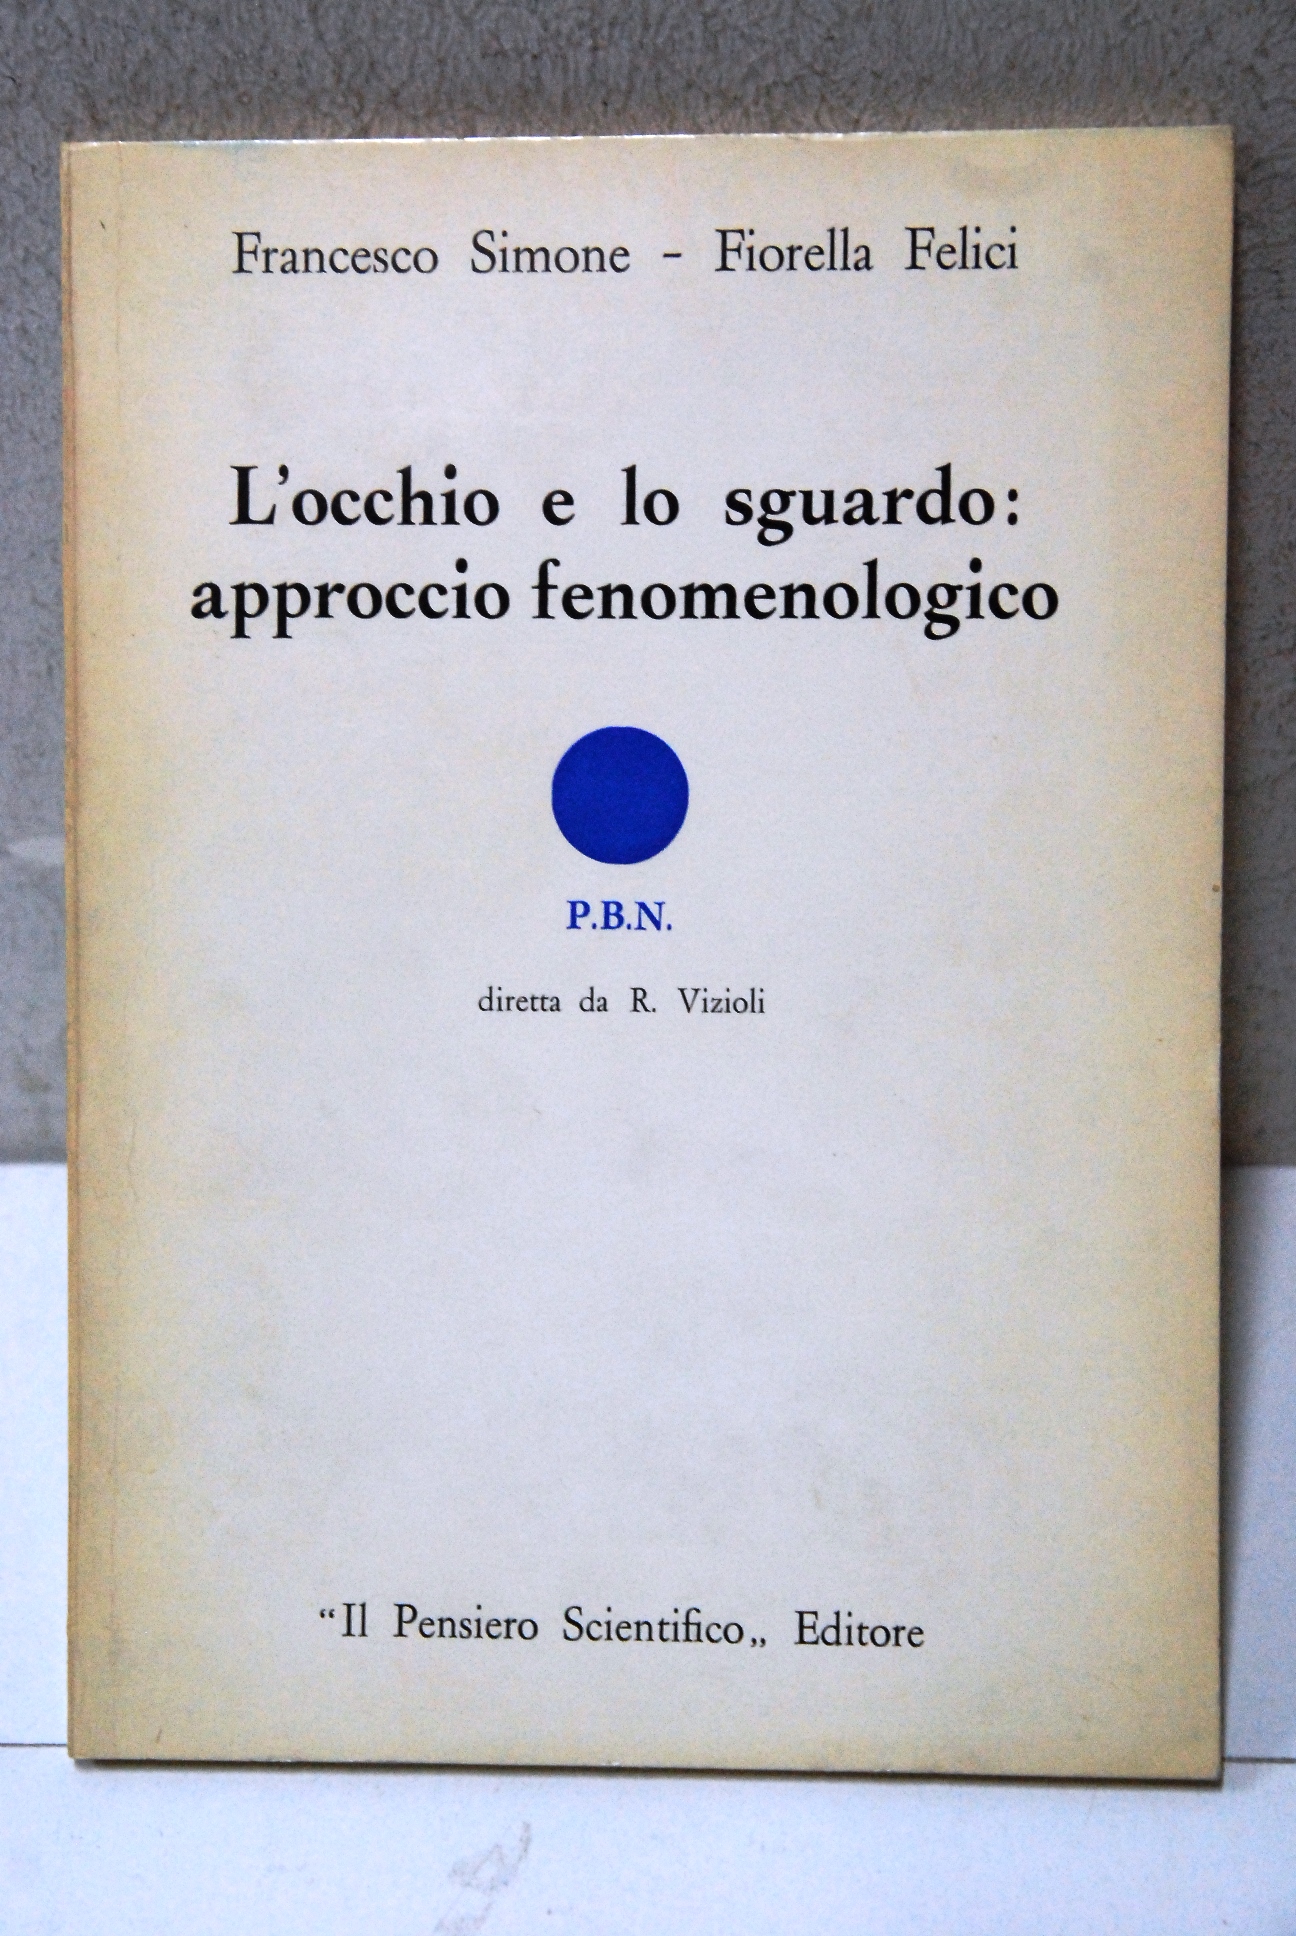 Francesco Simone - Fiorella Felici
L'occhio e lo sguardo:
approccio fenomenologico
P.B.N.
diretta da R. Vizioli
“Il Pensiero Scientifico„ Editore